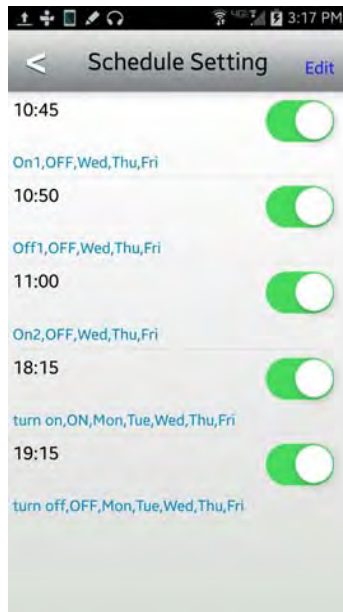 3:17 PM
< Schedule Setting Edit
10:45
On1,OFF,Wed,Thu,Fri
10:50
Off1,OFF,Wed,Thu,Fri
11:00
On2,OFF,Wed,Thu,Fri
18:15
turn on,ON,Mon,Tue,Wed,Thu,Fri
19:15
turn off,OFF,Mon,Tue,Wed,Thu,Fri